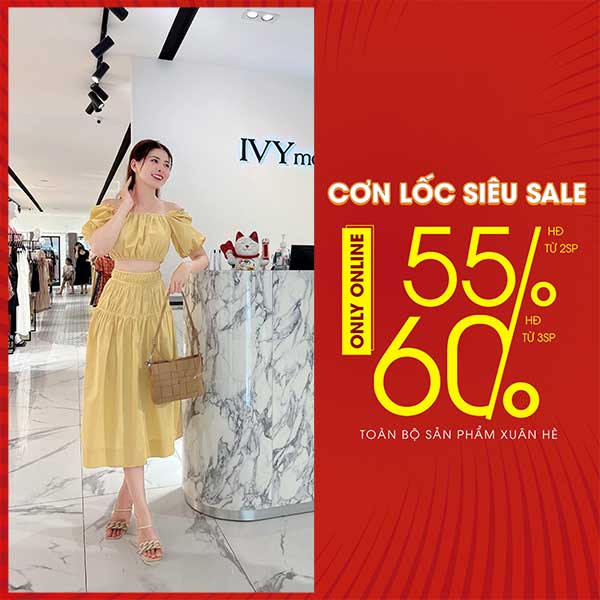 IVY mo
CƠN LỐC SIÊU SALE
ONLY ONLINE
55%
HĐ
TỪ 2SP
60%
HĐ
TỪ 3SP
TOÀN BỘ SẢN PHẨM XUÂN HÈ